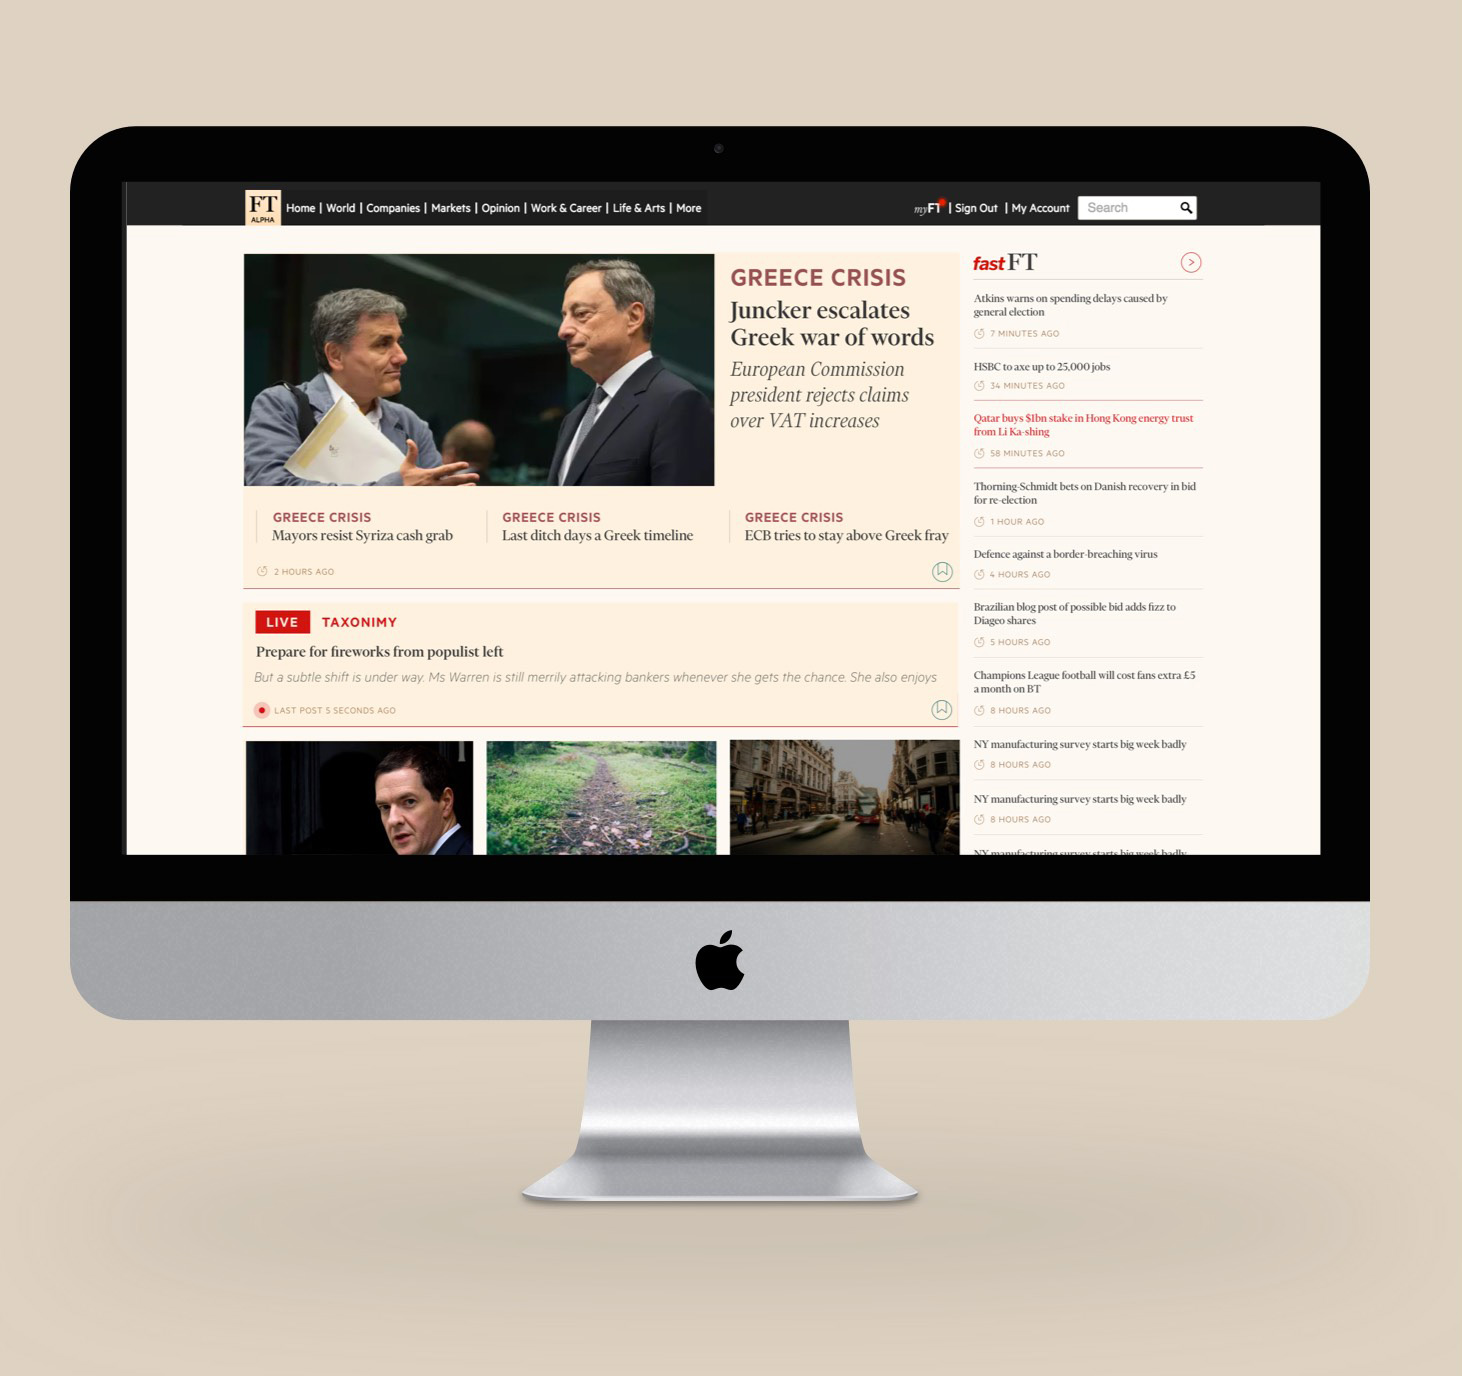 FT
ALPHA
Home | World | Companies | Markets | Opinion | Work & Career | Life & Arts | More
myFT | Sign Out | My Account
Search
GREECE CRISIS
Juncker escalates
Greek war of words
European Commission
president rejects claims
over VAT increases
GREECE CRISIS
Mayors resist Syriza cash grab
GREECE CRISIS
Last ditch days a Greek timeline
GREECE CRISIS
ECB tries to stay above Greek fray
2 HOURS AGO
LIVE TAXONIMY
Prepare for fireworks from populist left
But a subtle shift is under way. Ms Warren is still merrily attacking bankers whenever she gets the chance. She also enjoys
LAST POST 5 SECONDS AGO
fastFT
Atkins warns on spending delays caused by
general election
7 MINUTES AGO
HSBC to axe up to 25,000 jobs
34 MINUTES AGO
Qatar buys $1bn stake in Hong Kong energy trust
from Li Ka-shing
58 MINUTES AGO
Thorning-Schmidt bets on Danish recovery in bid
for re-election
1 HOUR AGO
Defence against a border-breaching virus
4 HOURS AGO
Brazilian blog post of possible bid adds fizz to
Diageo shares
5 HOURS AGO
Champions League football will cost fans extra £5
a month on BT
8 HOURS AGO
NY manufacturing survey starts big week badly
8 HOURS AGO
NY manufacturing survey starts big week badly
8 HOURS AGO
NY manufacturing survey starts big week badly